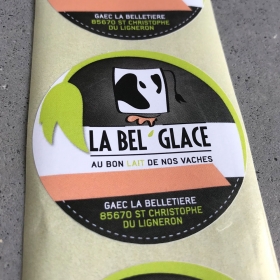 GAEC LA BELLETIERE
85670 ST CHRISTOPHE
DU LIGNERON
LA BEL' GLACE
AU BON LAIT DE NOS VACHES
GAEC LA BELLETIERE
85670 ST CHRISTOPHE
DU LIGNERON